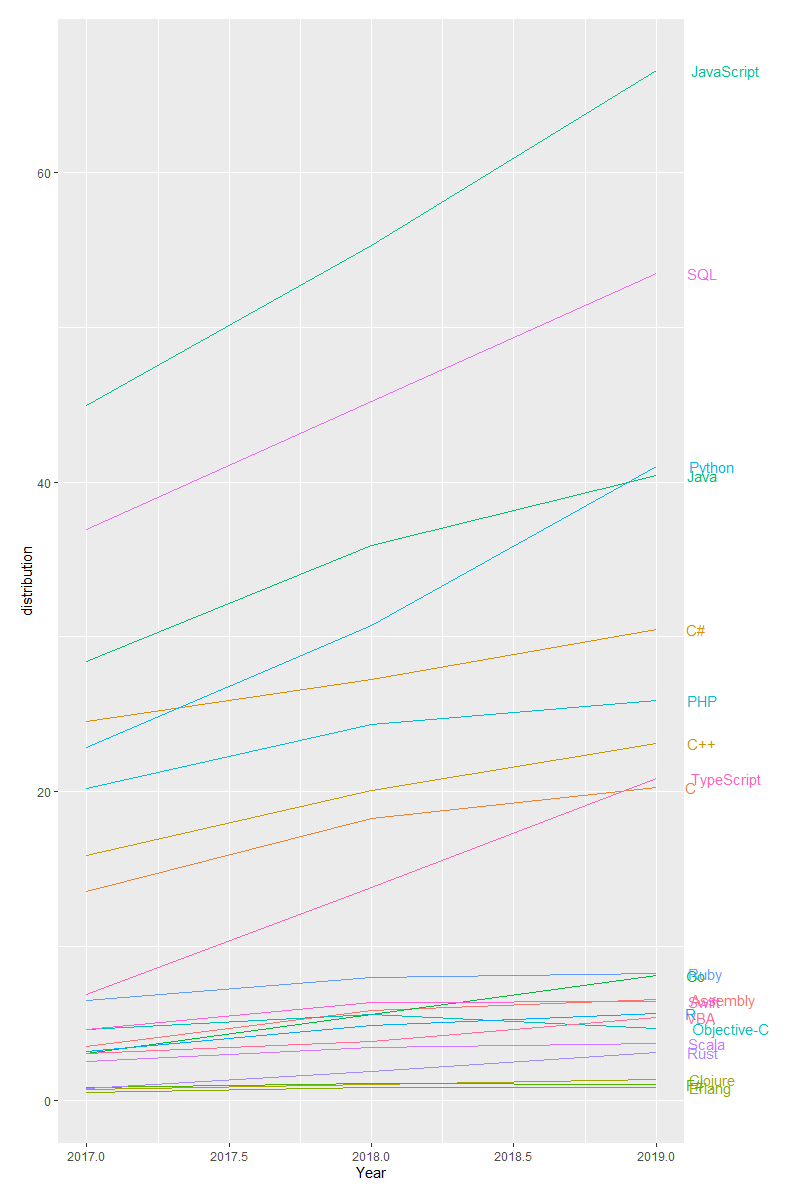 JavaScript
60
SQL
Python
40
Java
distribution
C#
PHP
C++
TypeScript
20
C
Ruby
Go
Assembly
Swift
R
VBA
Objective-C
Scala
Rust
Clojure
F#
Erlang
0
2017.0 2017.5 2018.0 2018.5 2019.0
Year